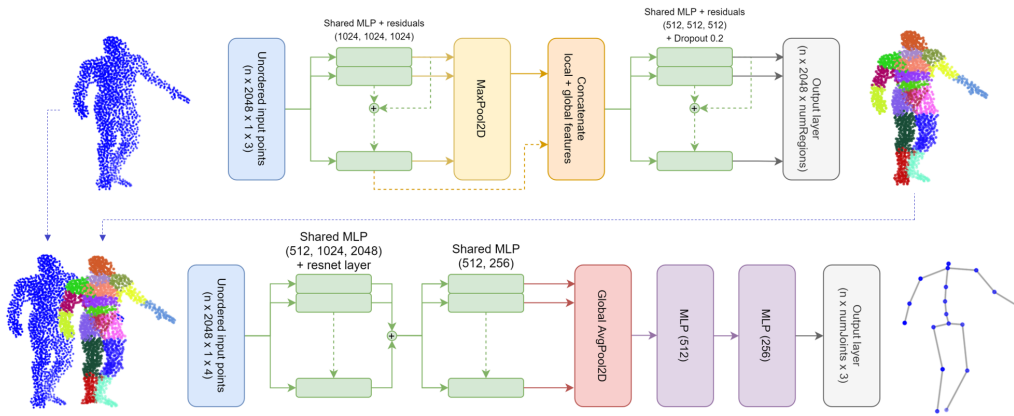 Shared MLP + residuals
(1024, 1024, 1024)
Shared MLP + residuals
(512, 512, 512)
+ Dropout 0.2
Unordered input points
(n x 2048 x 1 x 3)
+
MaxPool2D
Concatenate
local + global features
+
Output layer
(n x 2048 x numRegions)
Shared MLP
(512, 1024, 2048)
+ resnet layer
Shared MLP
(512, 256)
Unordered input points
(n x 2048 x 1 x 4)
+
Global AvgPool2D
MLP (512)
MLP (256)
Output layer
(n x numJoints x 3)